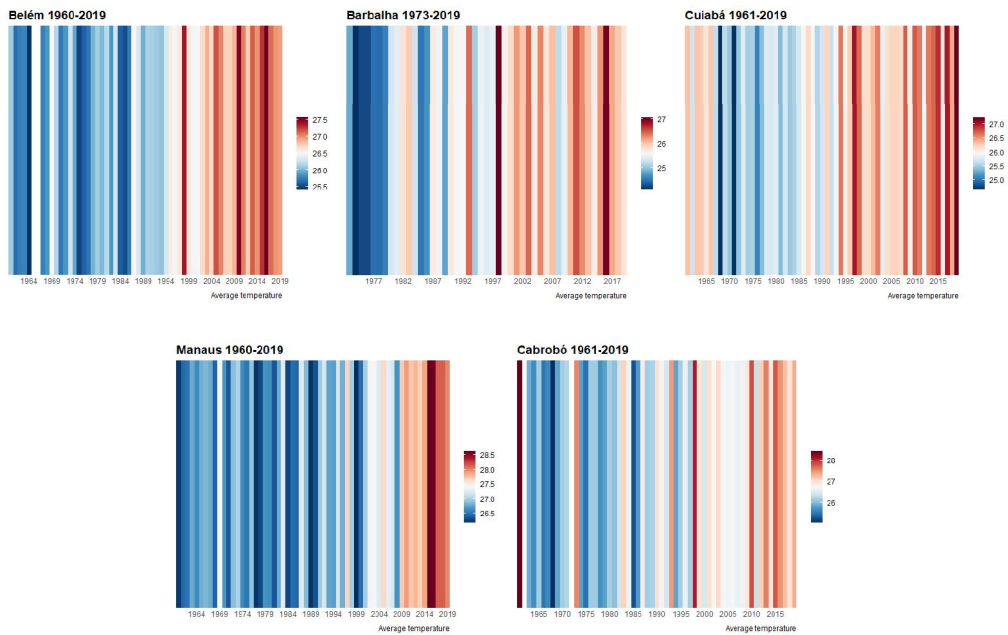 Belém 1960-2019
27.5
27.0
26.5
26.0
25.5
1964 1969 1974 1979 1984 1989 1994 1999 2004 2009 2014 2019
Average temperature
Barbalha 1973-2019
27
26
25
1977 1982 1987 1992 1997 2002 2007 2012 2017
Average temperature
Cuiabá 1961-2019
27.0
26.5
26.0
25.5
25.0
1965 1970 1975 1980 1985 1990 1995 2000 2005 2010 2015
Average temperature
Manaus 1960-2019
28.5
28.0
27.5
27.0
26.5
1964 1969 1974 1979 1984 1989 1994 1999 2004 2009 2014 2019
Average temperature
Cabrobó 1961-2019
28
27
26
1965 1970 1975 1980 1985 1990 1995 2000 2005 2010 2015
Average temperature